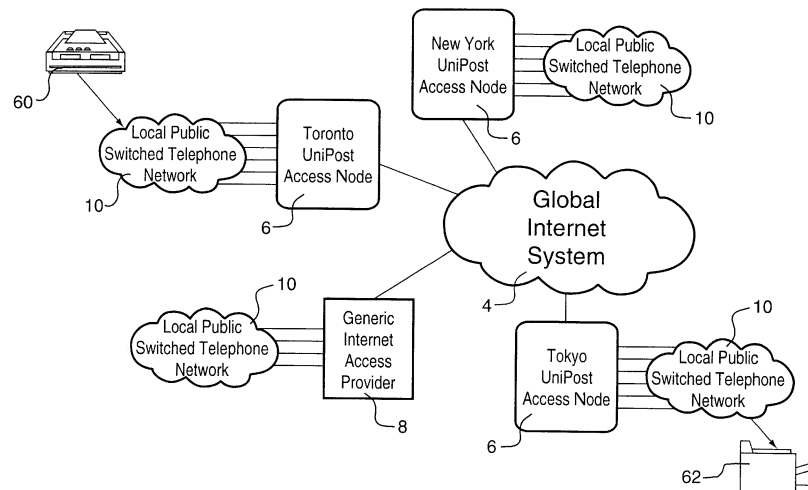 60
Local Public
Switched Telephone
Network
10
Toronto
UniPost
Access Node
6
New York
UniPost
Access Node
6
Local Public
Switched Telephone
Network
10
Global
Internet
System
4
10
Local Public
Switched Telephone
Network
Generic
Internet
Access
Provider
8
Tokyo
UniPost
Access Node
6
10
Local Public
Switched Telephone
Network
62